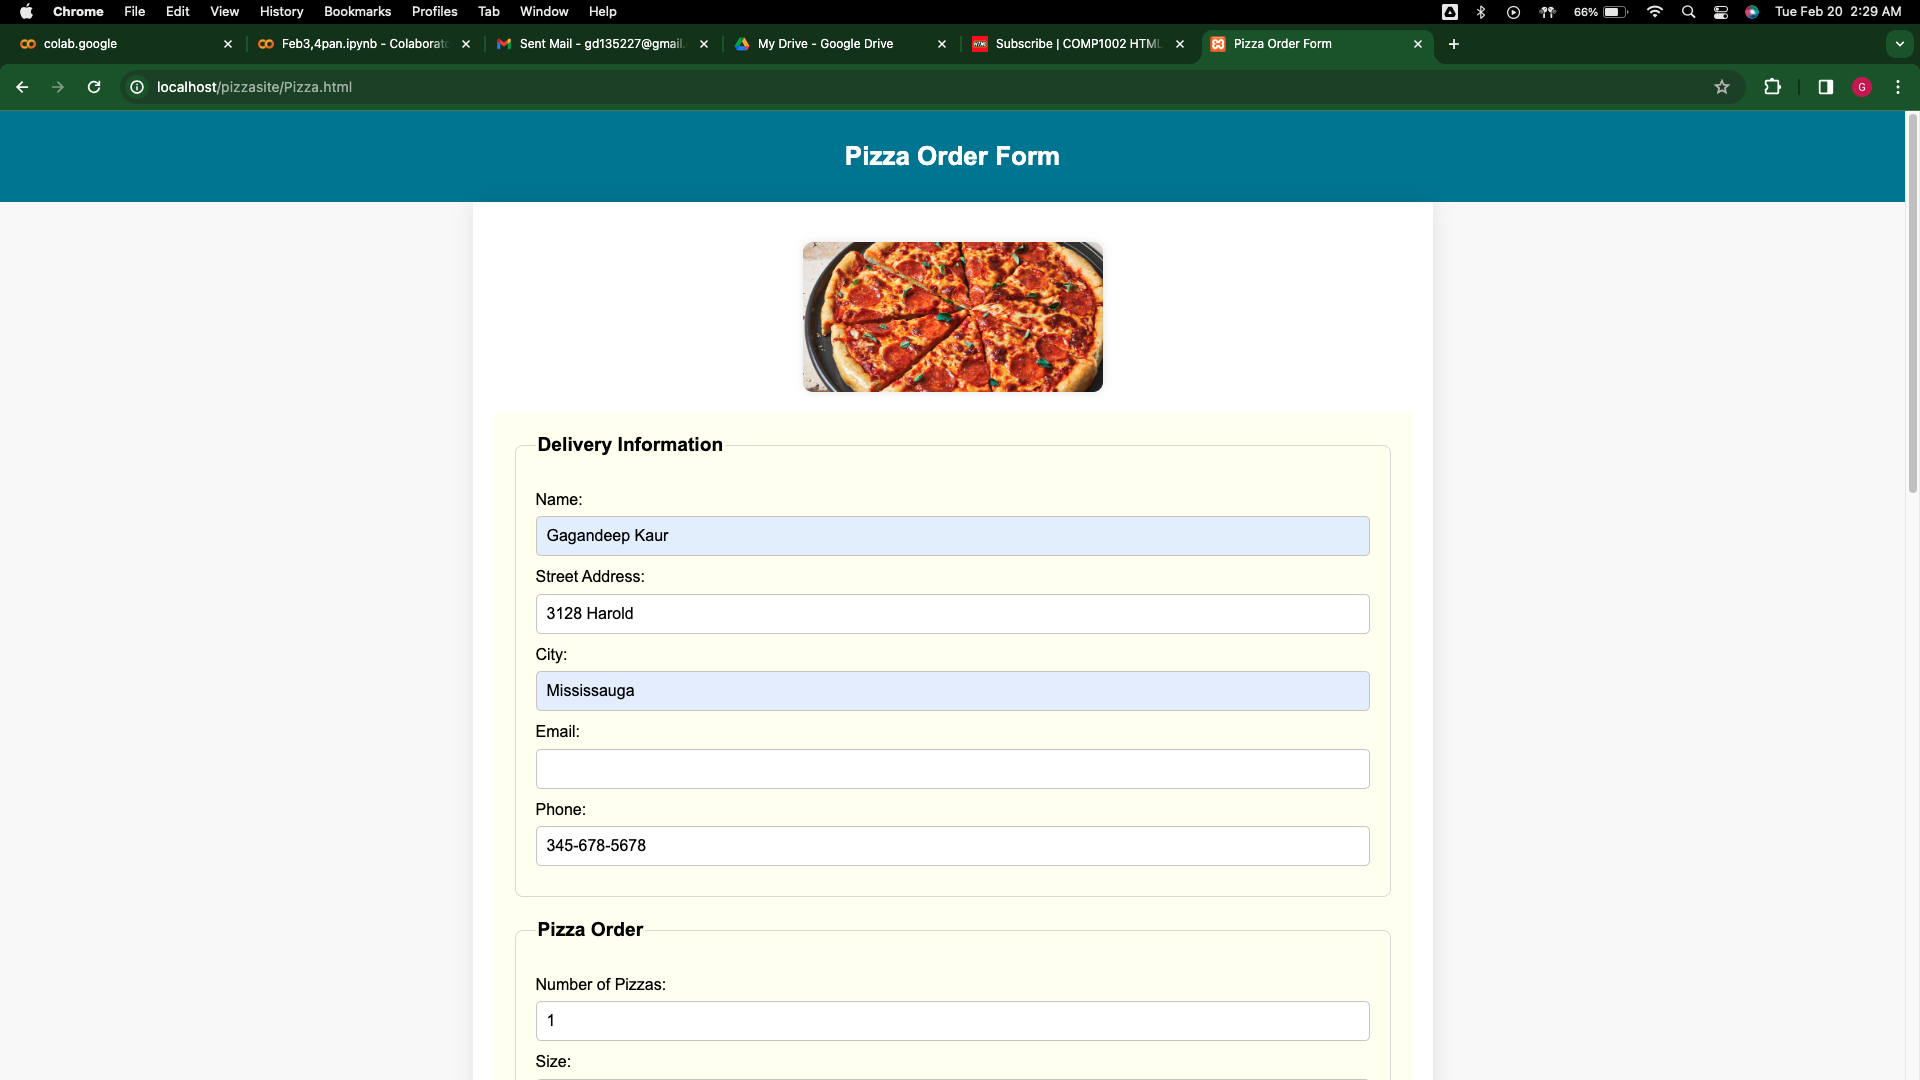 Chrome File Edit View History Bookmarks Profiles Tab Window Help 66% Tue Feb 20 2:29 AM
colab.google Feb3,4pan.ipynb - Colaborato Sent Mail - gd135227@gmail. My Drive - Google Drive Subscribe | COMP1002 HTML Pizza Order Form
localhost/pizzasite/Pizza.html G
Pizza Order Form
Delivery Information
Name:
Gagandeep Kaur
Street Address:
3128 Harold
City:
Mississauga
Email:
Phone:
345-678-5678
Pizza Order
Number of Pizzas:
1
Size: